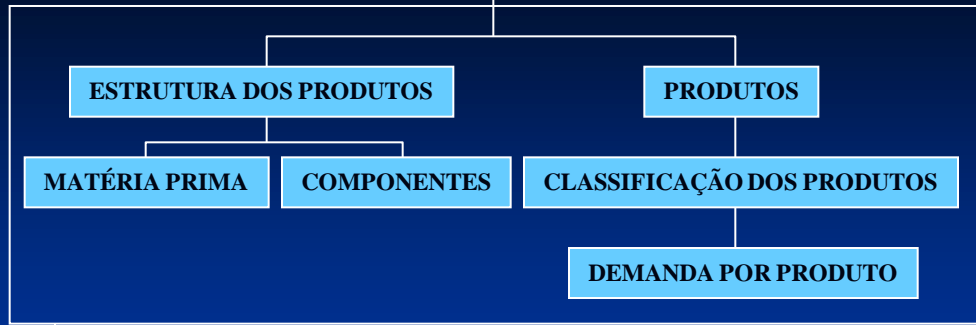 ESTRUTURA DOS PRODUTOS
PRODUTOS
MATÉRIA PRIMA
COMPONENTES
CLASSIFICAÇÃO DOS PRODUTOS
DEMANDA POR PRODUTO